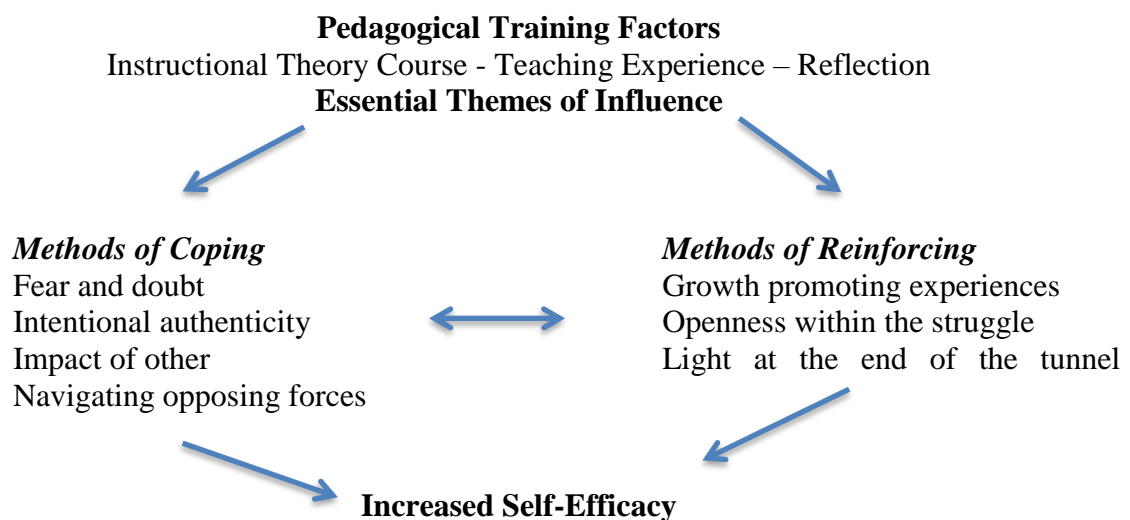 Pedagogical Training Factors
Instructional Theory Course - Teaching Experience – Reflection
Essential Themes of Influence
Methods of Coping
Fear and doubt
Intentional authenticity
Impact of other
Navigating opposing forces
Methods of Reinforcing
Growth promoting experiences
Openness within the struggle
Light at the end of the tunnel
Increased Self-Efficacy